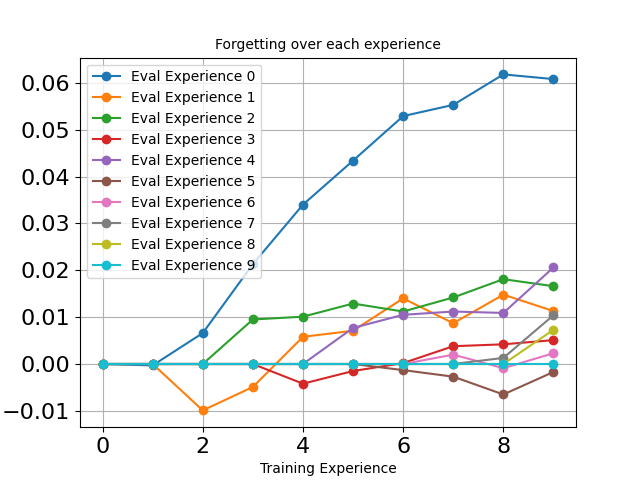 Forgetting over each experience
Eval Experience 0
Eval Experience 1
Eval Experience 2
Eval Experience 3
Eval Experience 4
Eval Experience 5
Eval Experience 6
Eval Experience 7
Eval Experience 8
Eval Experience 9
0.06
0.05
0.04
0.03
0.02
0.01
0.00
−0.01
0 2 4 6 8
Training Experience